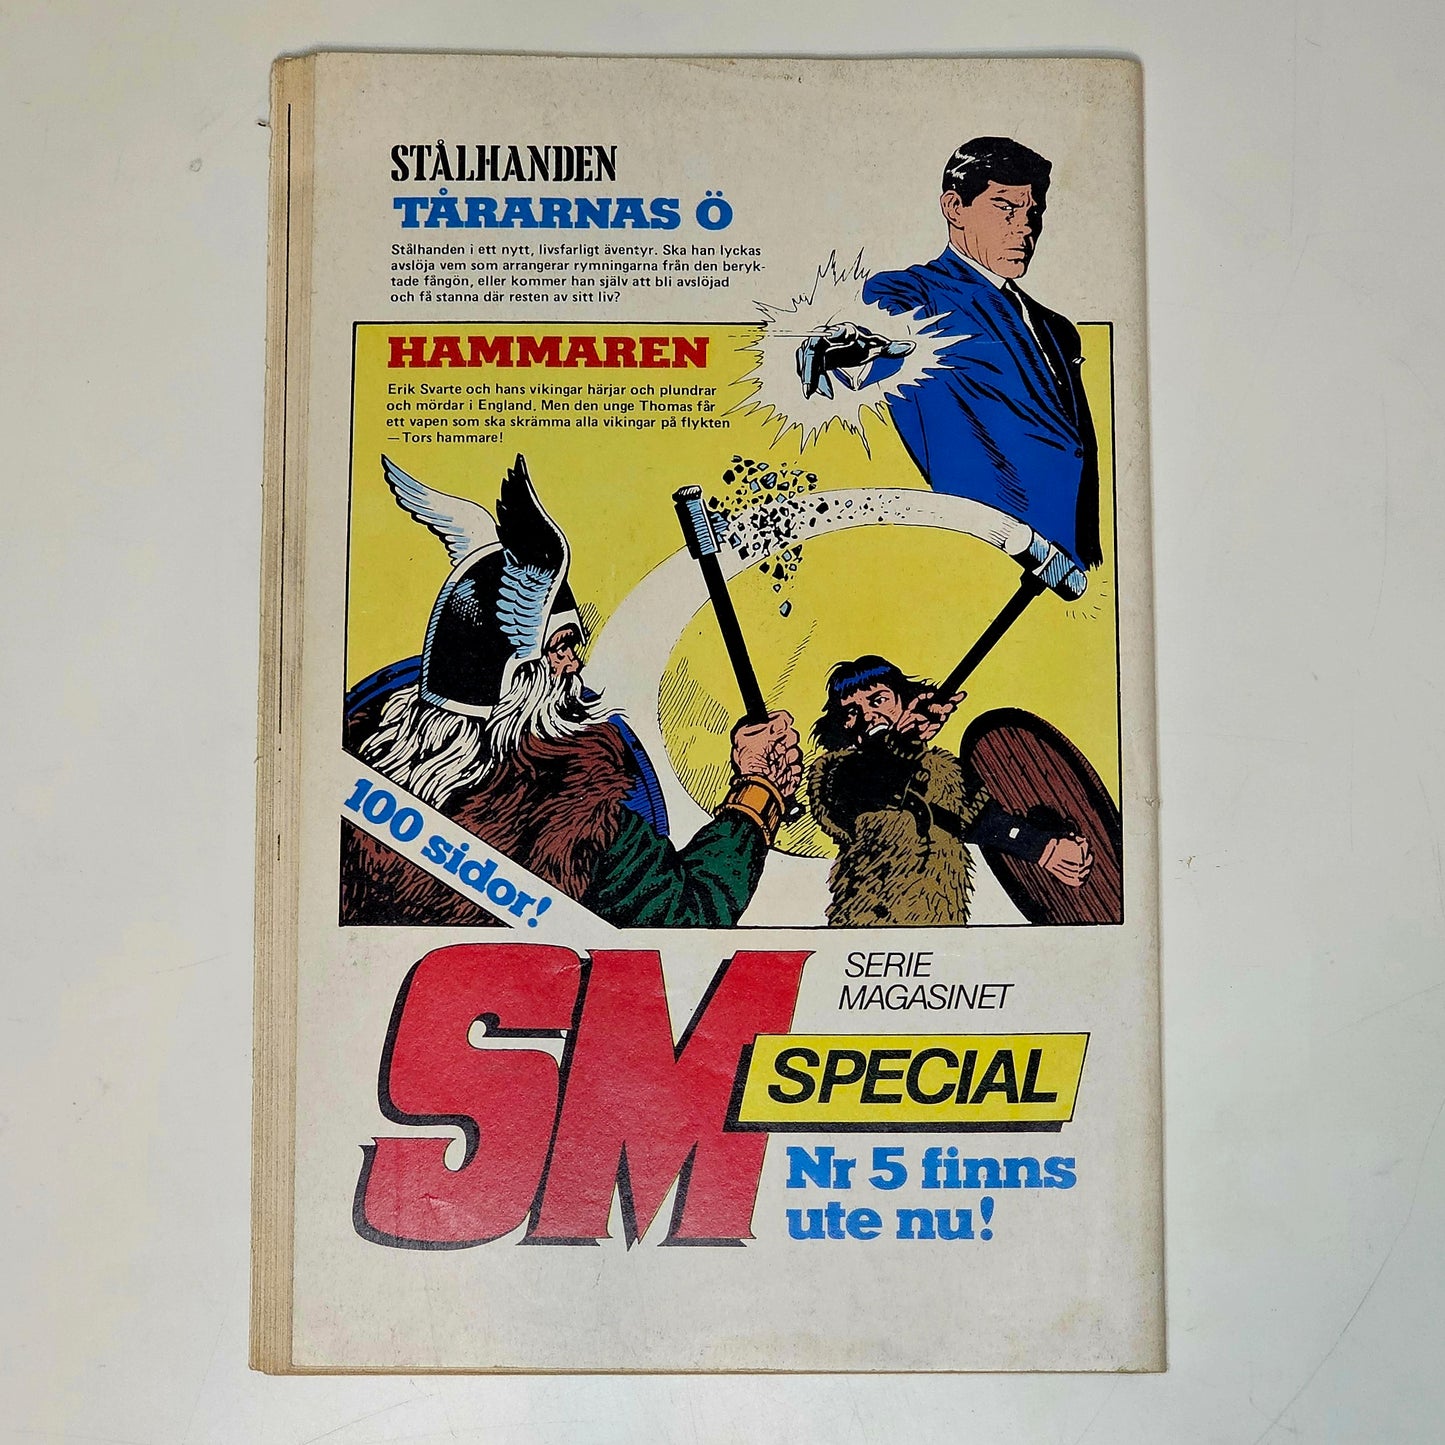 STÅLHANDEN
TÅRARNAS Ö
Stålhanden i ett nytt, livsfarligt äventyr. Ska han lyckas
avslöja vem som arrangerar rymningarna från den beryk-
tade fångön, eller kommer han själv att bli avslöjad
och få stanna där resten av sitt liv?
HAMMAREN
Erik Svarte och hans vikingar härjar och plundrar
och mördar i England. Men den unge Thomas får
ett vapen som ska skrämma alla vikingar på flykten
— Tors hammare!
100 sidor!
SM
SERIE
MAGASINET
SPECIAL
Nr 5 finns
ute nu!